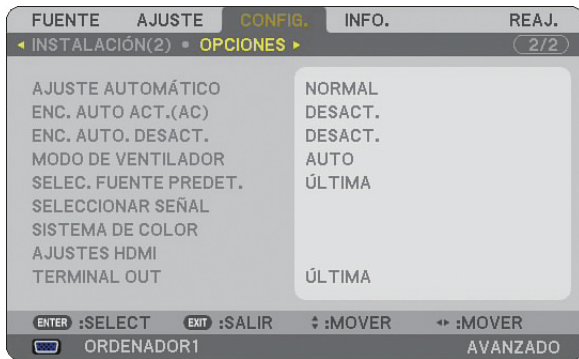 FUENTE AJUSTE CONFIG. INFO. REAJ.
INSTALACIÓN(2) • OPCIONES 2/2
AJUSTE AUTOMÁTICO NORMAL
ENC. AUTO ACT.(AC) DESACT.
ENC. AUTO. DESACT. DESACT.
MODO DE VENTILADOR AUTO
SELEC. FUENTE PREDET. ÚLTIMA
SELECCIONAR SEÑAL
SISTEMA DE COLOR
AJUSTES HDMI
TERMINAL OUT ÚLTIMA
ENTER :SELECT EXIT :SALIR :MOVER :MOVER
ORDENADOR1 AVANZADO